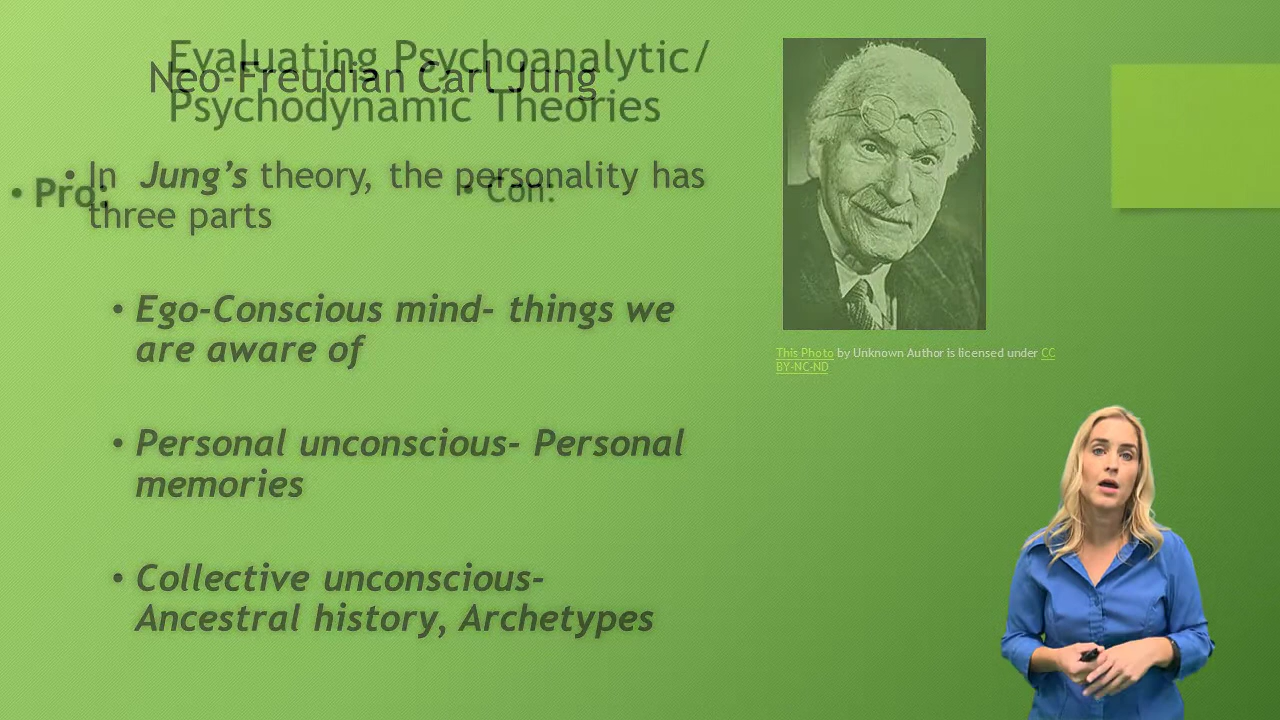 Evaluating Psychoanalytic/
Psychodynamic Theories
Neo-Freudian Carl Jung
• In Jung's theory, the personality has
three parts
• Pro:
• Con:
• Ego-Conscious mind- things we
are aware of
• Personal unconscious- Personal
memories
• Collective unconscious-
Ancestral history, Archetypes
This Photo by Unknown Author is licensed under CC
BY-NC-ND